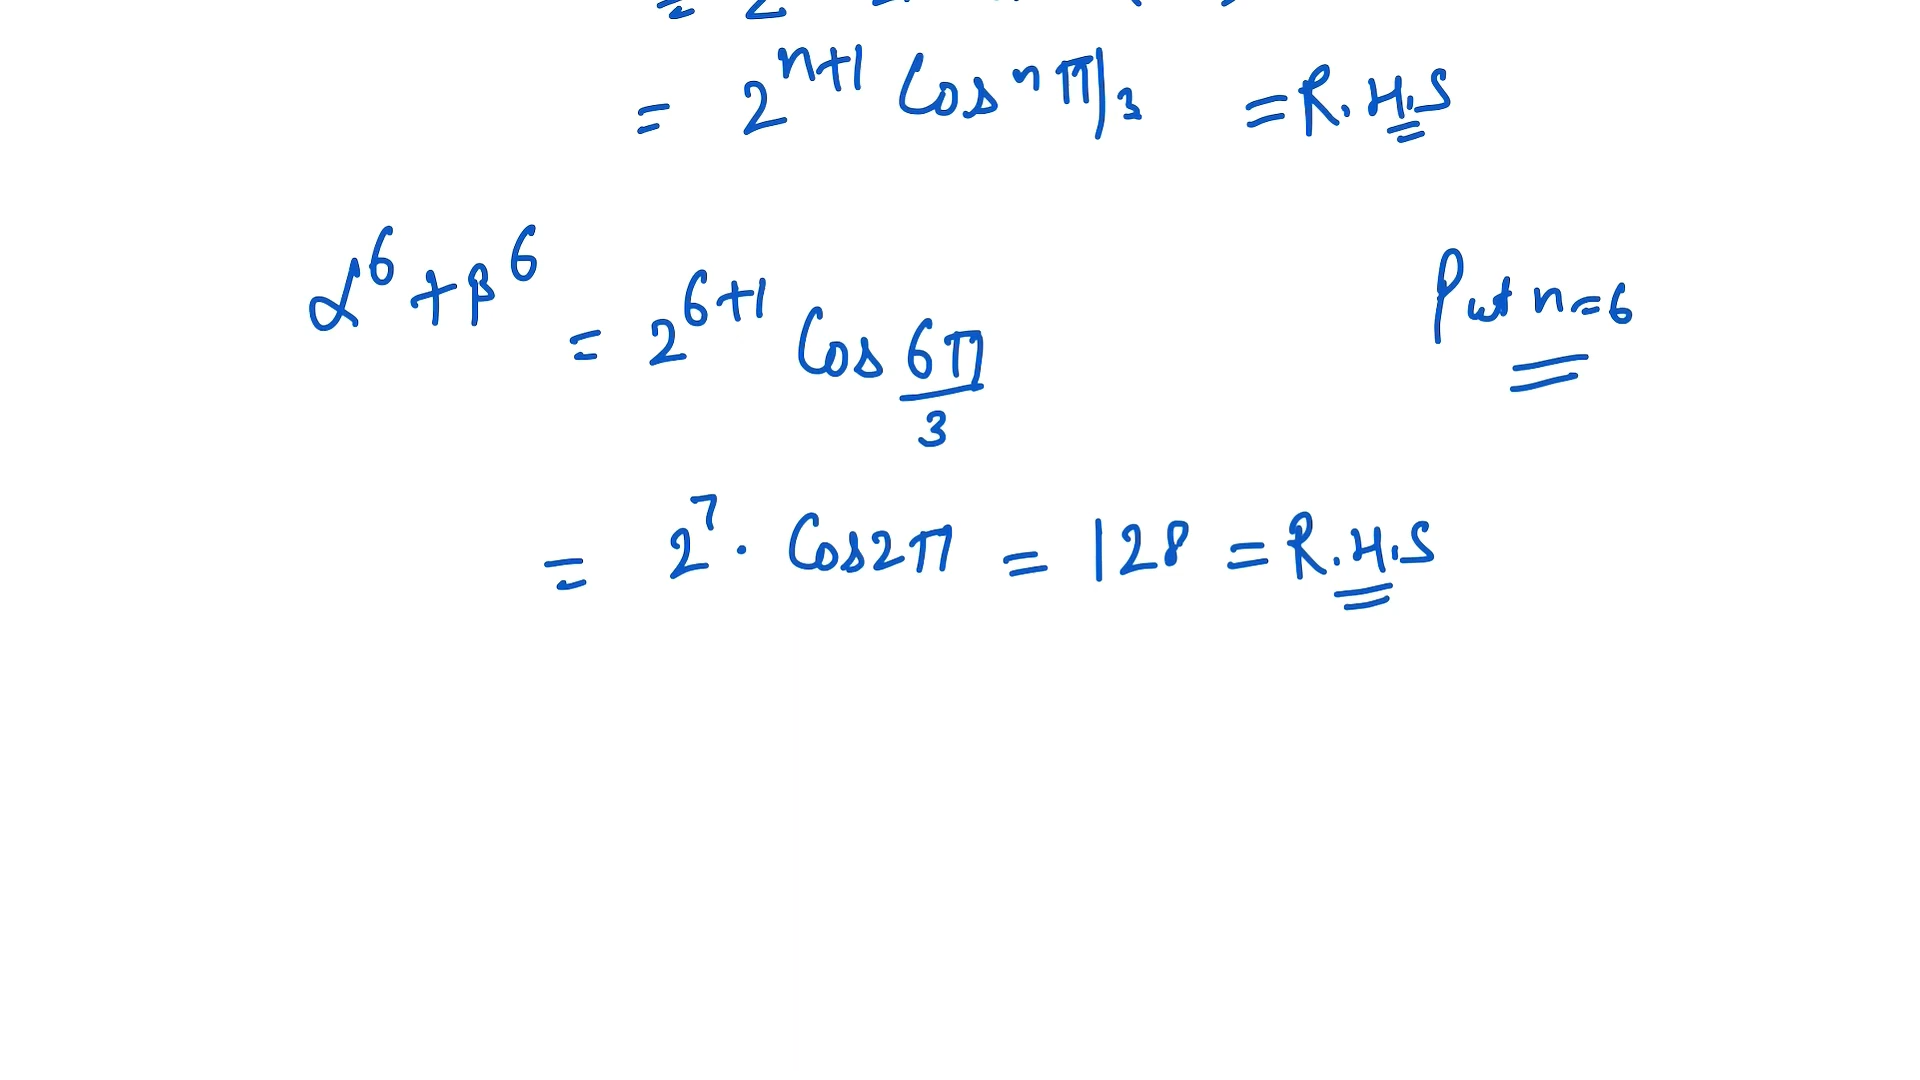 = 2^{n+1} Cos nπ/3 = R.H.S
α^6 + β^6 = 2^{6+1} Cos 6π/3 Put n=6
= 2^7 . Cos2π = 128 = R.H.S